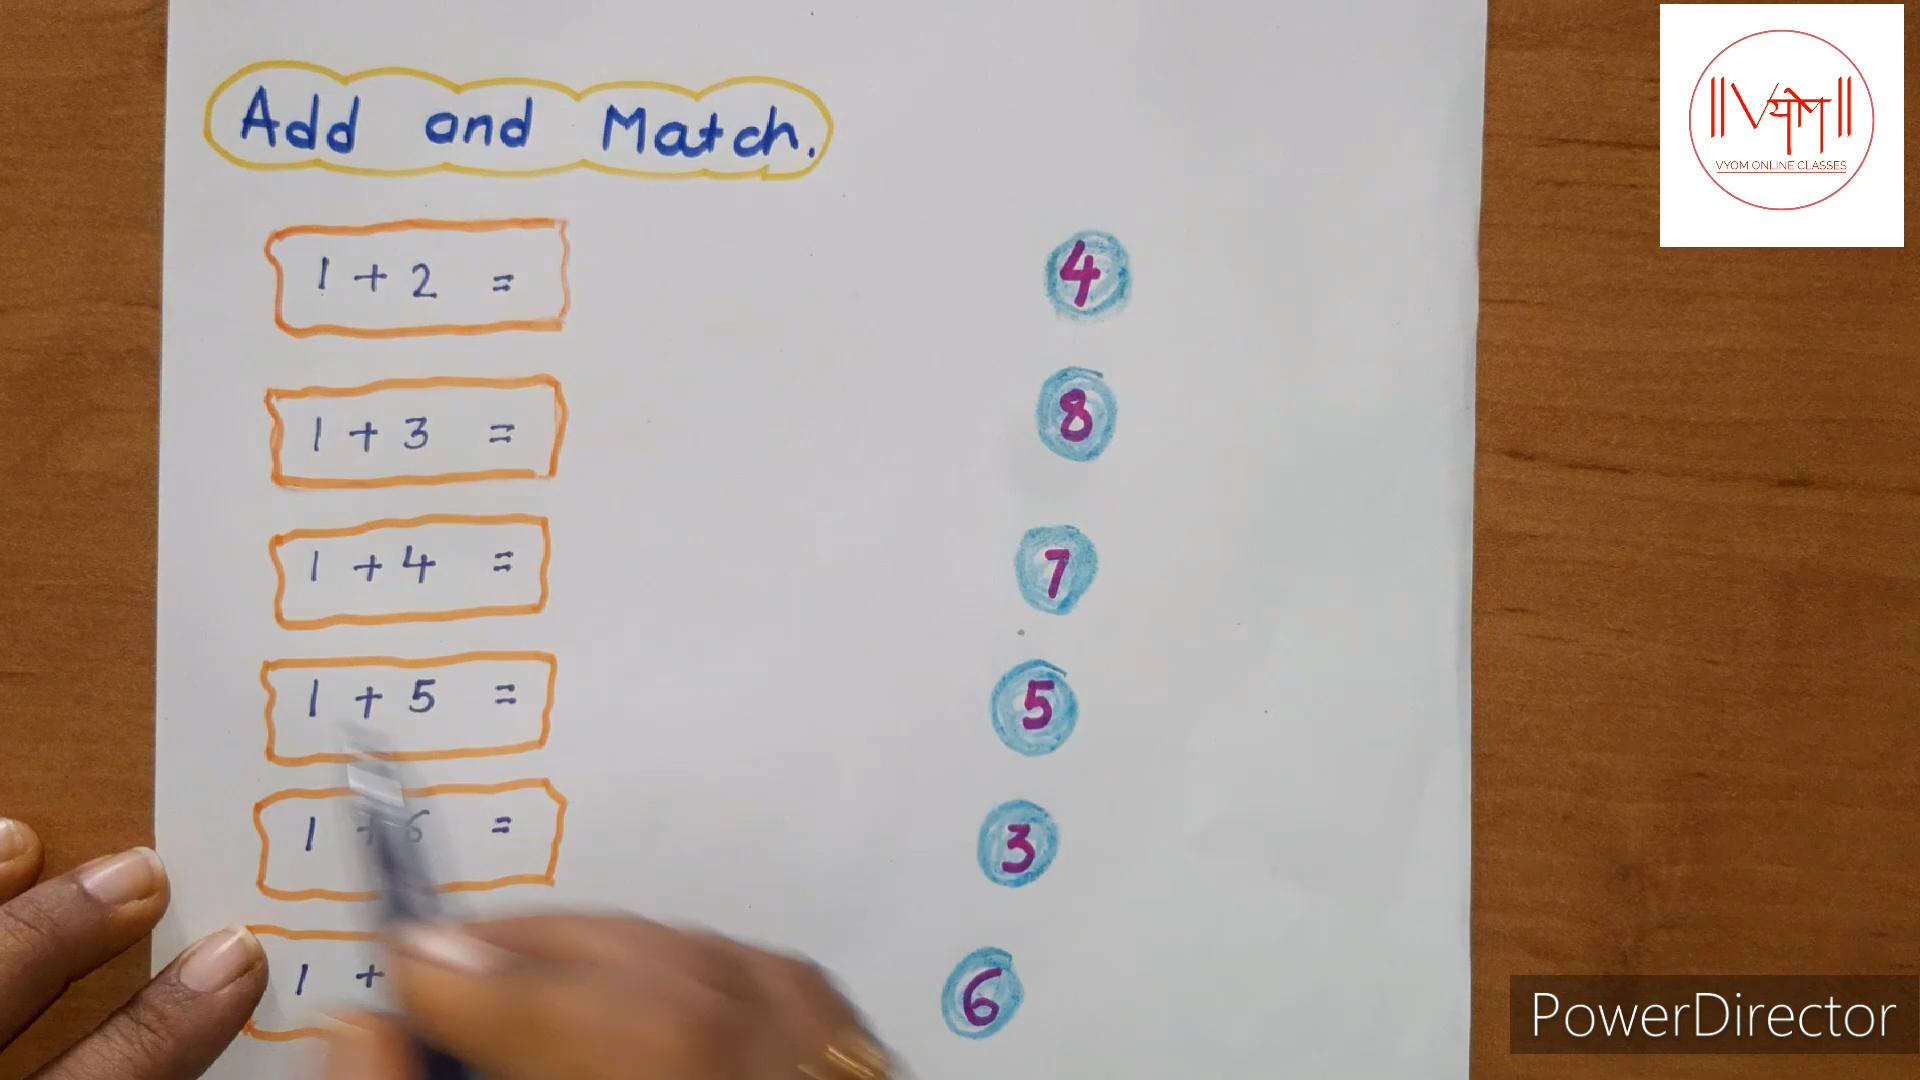 Add and Match.
1 + 2 =
4
1 + 3 =
8
1 + 4 =
7
1 + 5 =
5
1 + 6 =
3
1 +
6
||Vयोम||
VYOM ONLINE CLASSES
PowerDirector